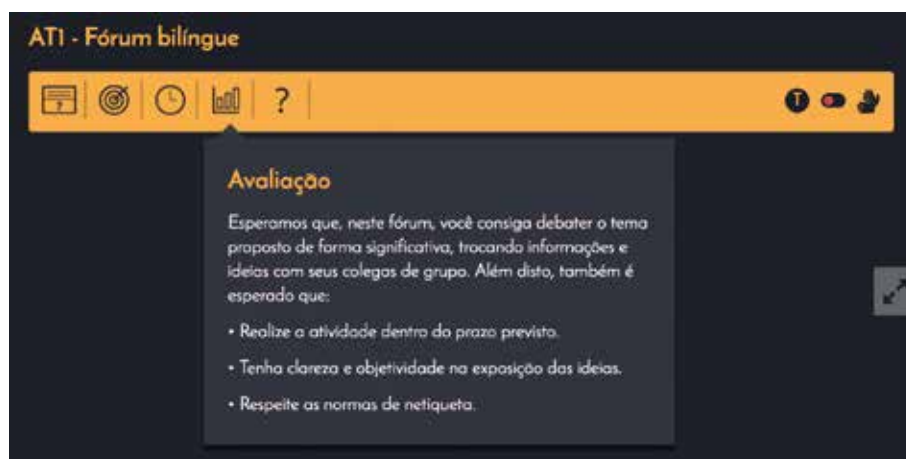 AT1 - Fórum bilíngue
?
?
T
Avaliação
Esperamos que, neste fórum, você consiga debater o tema
proposto de forma significativa, trocando informações e
ideias com seus colegas de grupo. Além disto, também é
esperado que:
• Realize a atividade dentro do prazo previsto.
• Tenha clareza e objetividade na exposição das ideias.
• Respeite as normas de netiqueta.